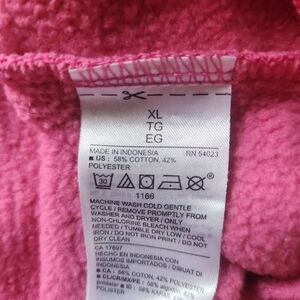 XL
TG
EG
MADE IN INDONESIA RN 54023
■ US : 58% COTTON, 42%
POLYESTER
30
1166
MACHINE WASH COLD GENTLE
CYCLE / REMOVE PROMPTLY FROM
WASHER AND DRYER / ONLY
NON-CHLORINE BLEACH WHEN
NEEDED / TUMBLE DRY LOW / COOL
IRON / DO NOT IRON PRINT / DO NOT
DRY CLEAN
CA 17897
HECHO EN INDONESIA CON
INSUMOS IMPORTADOS / DIBUAT DI
INDONESIA
■ CA : 58% COTON, 42% POLYESTER